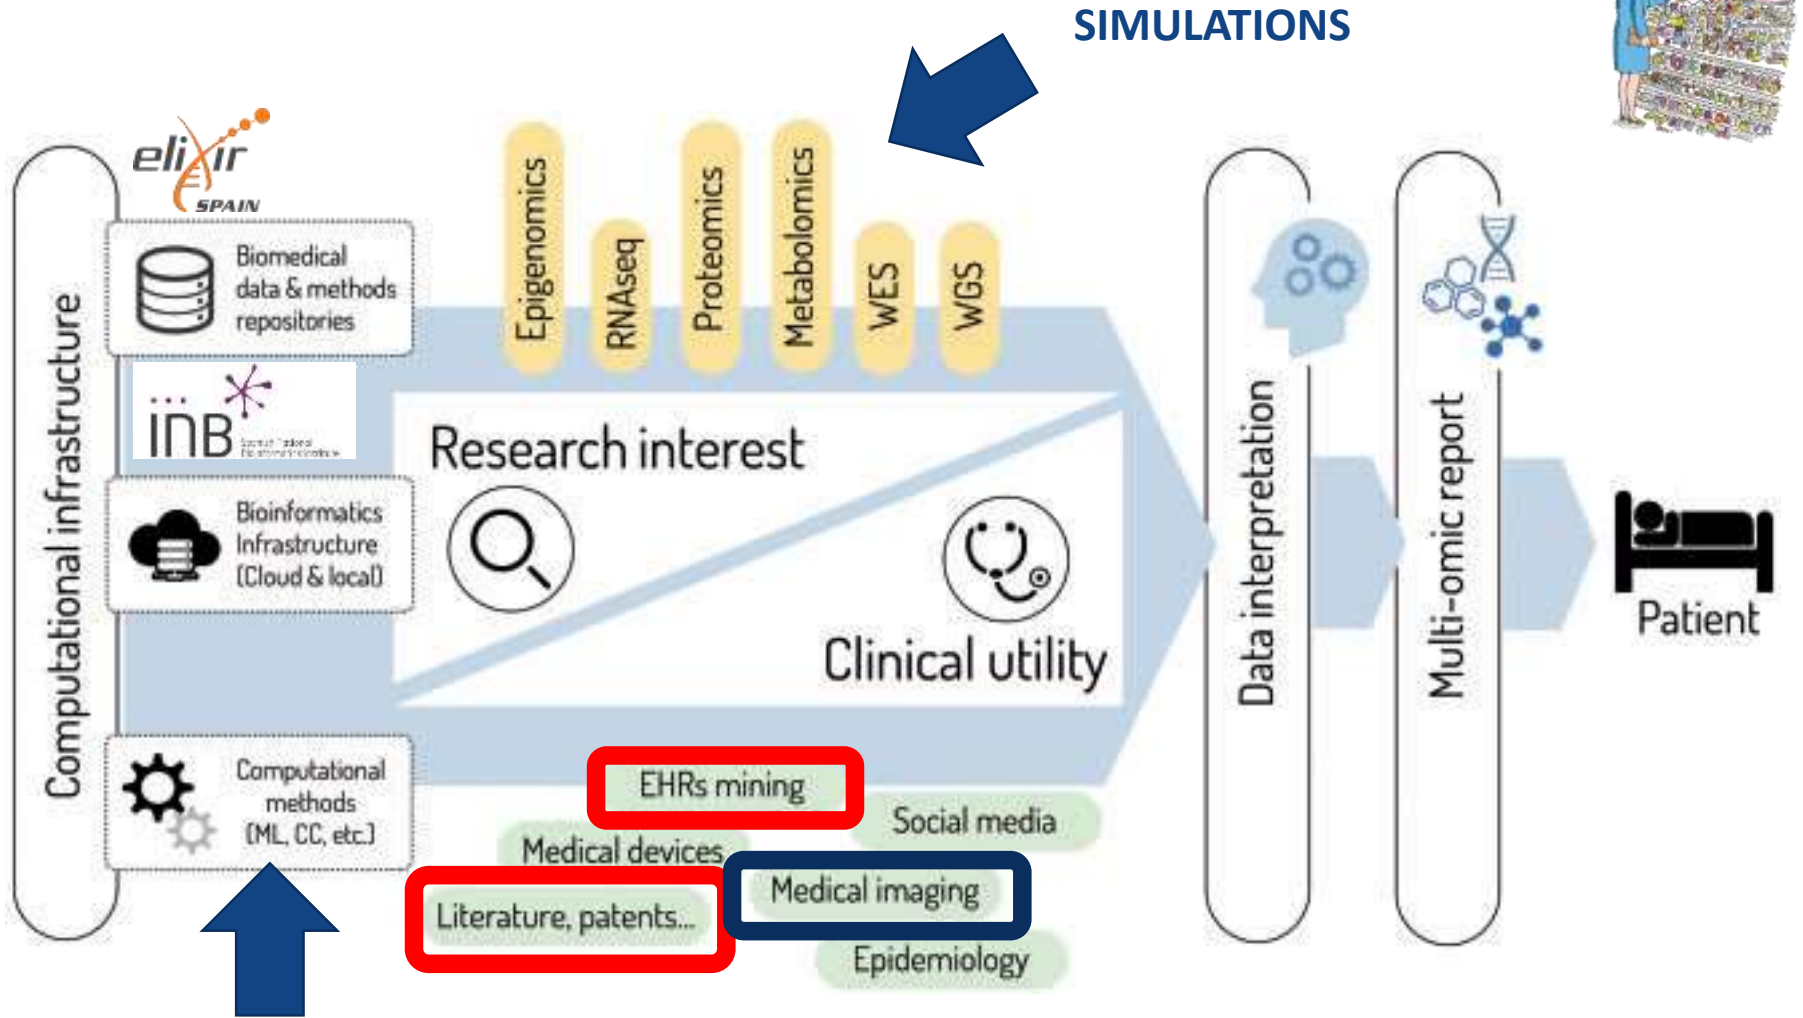 SIMULATIONS
elixir
SPAIN
Computational infrastructure
Biomedical
data & methods
repositories
INB
Bioinformatics
Infrastructure
(Cloud & local)
Computational
methods
(ML, CC, etc.)
Epigenomics
RNAseq
Proteomics
Metabolomics
WES
WGS
Research interest
Clinical utility
EHRs mining
Social media
Medical devices
Medical imaging
Literature, patents...
Epidemiology
Data interpretation
Multi-omic report
Patient